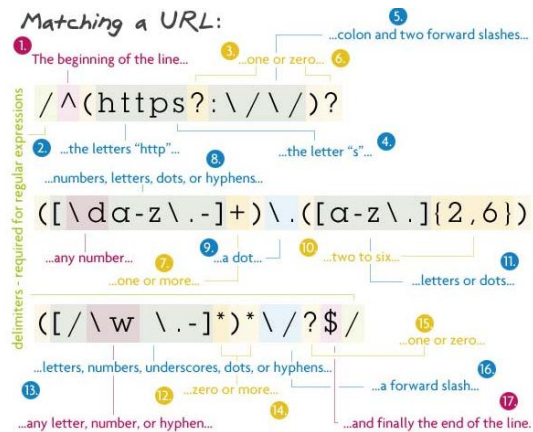 Matching a URL:
5.
...colon and two forward slashes...
1.
The beginning of the line...
3. ...one or zero... 6.
/^(https?:\/\/)?
2. ...the letters “http”...
...the letter “s”... 4.
8.
...numbers, letters, dots, or hyphens...
([\da-z\.-]+)\.([a-z\.]{2,6})
...any number...
9. ...a dot...
10. ...two to six...
11.
7. ...one or more...
...letters or dots...
([/\w \.-]*)*\/?$/
15.
...one or zero...
...letters, numbers, underscores, dots, or hyphens...
16.
13.
12. ...zero or more... 14.
...a forward slash...
17.
...any letter, number, or hyphen...
...and finally the end of the line.
delimiters - required for regular expressions